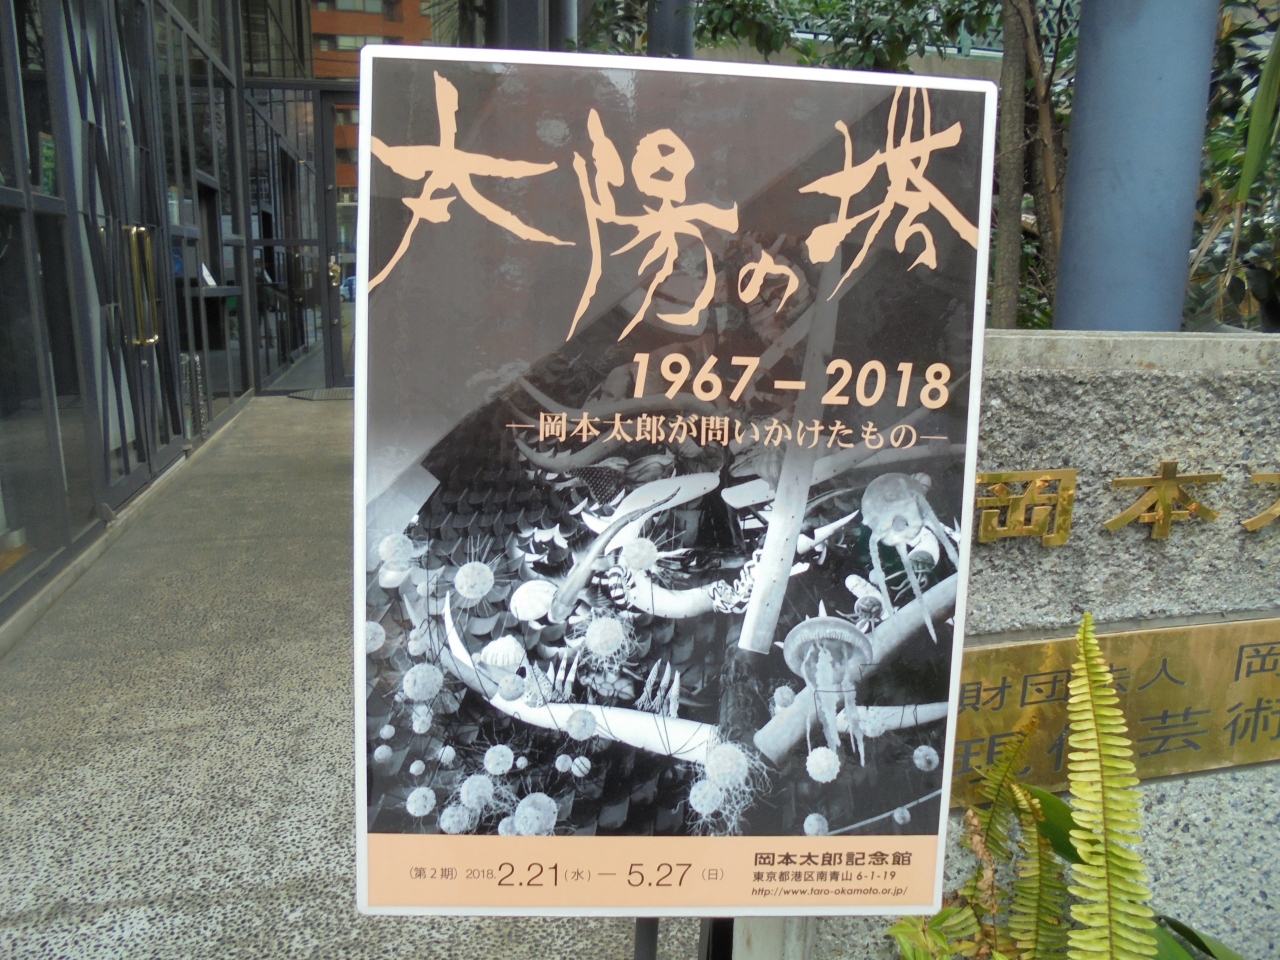 太陽の塔
1967–2018
―岡本太郎が問いかけたもの―
(第2期) 2018. 2.21(水) ― 5.27(日)
岡本太郎記念館
東京都港区南青山 6-1-19
http://www.taro-okamoto.or.jp/
岡本
財団法人 岡
現代芸術